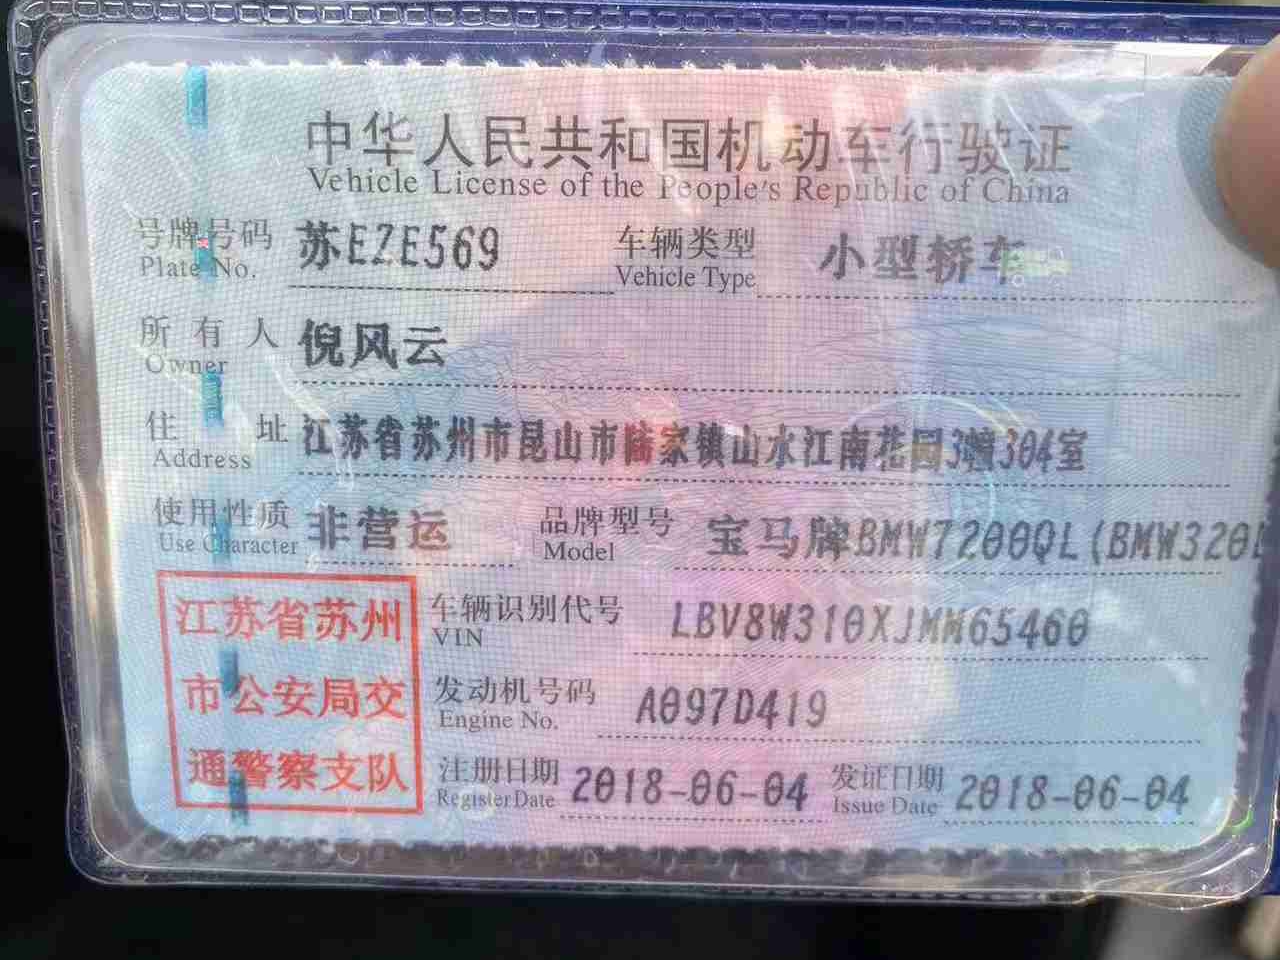 中华人民共和国机动车行驶证
Vehicle License of the People's Republic of China
号牌号码 苏EZE569 车辆类型 小型轿车
Plate No. Vehicle Type
所有人 倪风云
Owner
住址 江苏省苏州市昆山市陆家镇山水江南花园3幢304室
Address
使用性质 非营运 品牌型号 宝马牌BMW7200QL(BMW320
Use Character Model
江苏省苏州 车辆识别代号 LBV8W310XJMM65460
VIN
市公安局交 发动机号码 A097D419
Engine No.
通警察支队 注册日期 2018-06-04 发证日期 2018-06-04
Register Date Issue Date